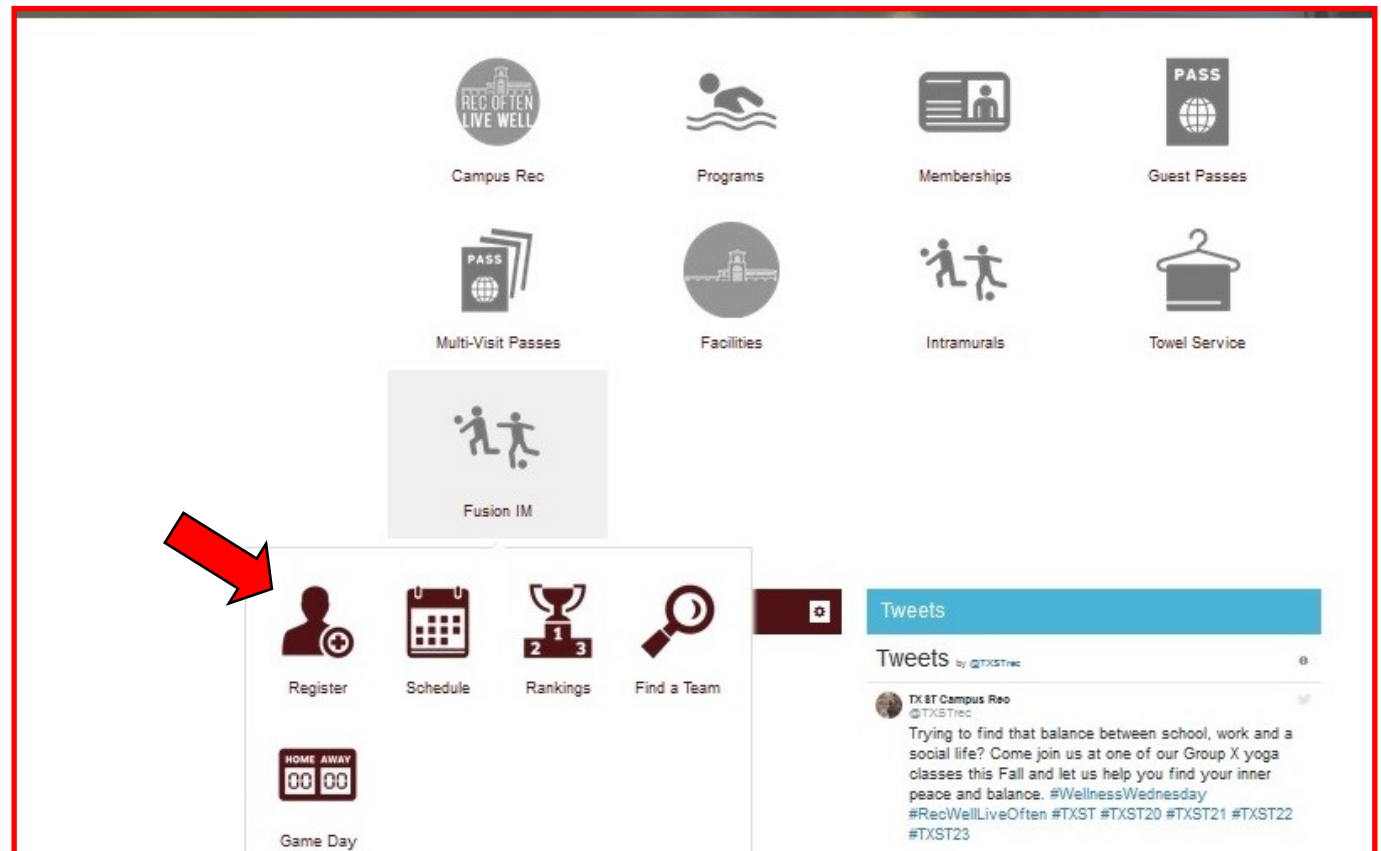 REC OFTEN
LIVE WELL
PASS
Campus Rec
Programs
Memberships
Guest Passes
PASS
Multi-Visit Passes
Facilities
Intramurals
Towel Service
Fusion IM
1
2 3
Register
Schedule
Rankings
Find a Team
HOME AWAY
00 00
Game Day
Tweets
Tweets by @TXSTrec
TX ST Campus Rec
@TXSTrec
Trying to find that balance between school, work and a
social life? Come join us at one of our Group X yoga
classes this Fall and let us help you find your inner
peace and balance. #WellnessWednesday
#RecWellLiveOften #TXST #TXST20 #TXST21 #TXST22
#TXST23